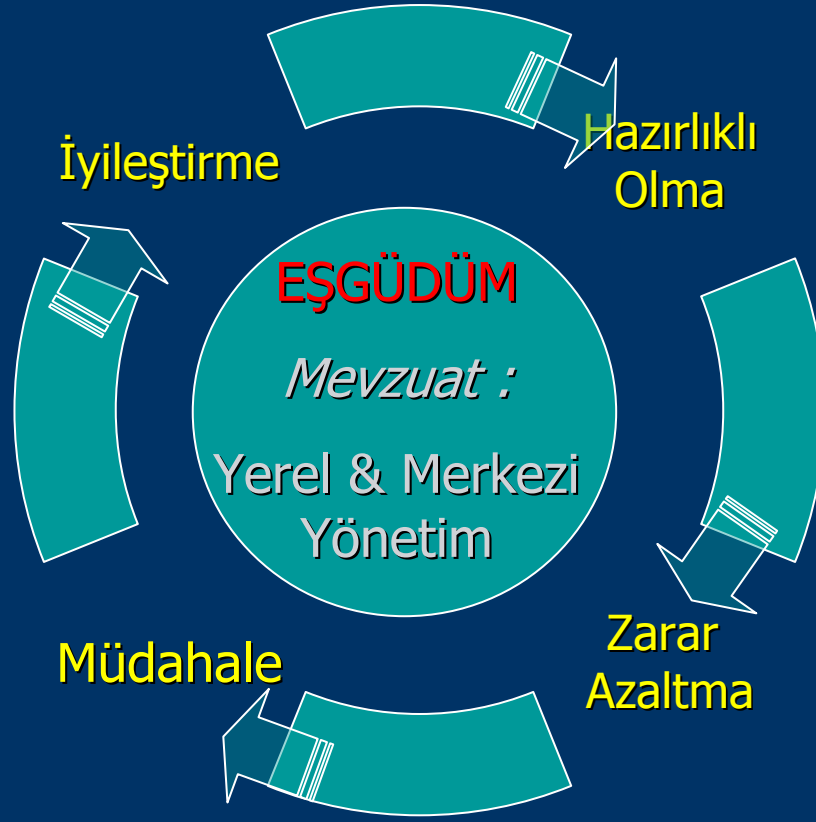 İyileştirme
Hazırlıklı
Olma
EŞGÜDÜM
Mevzuat :
Yerel & Merkezi
Yönetim
Müdahale
Zarar
Azaltma